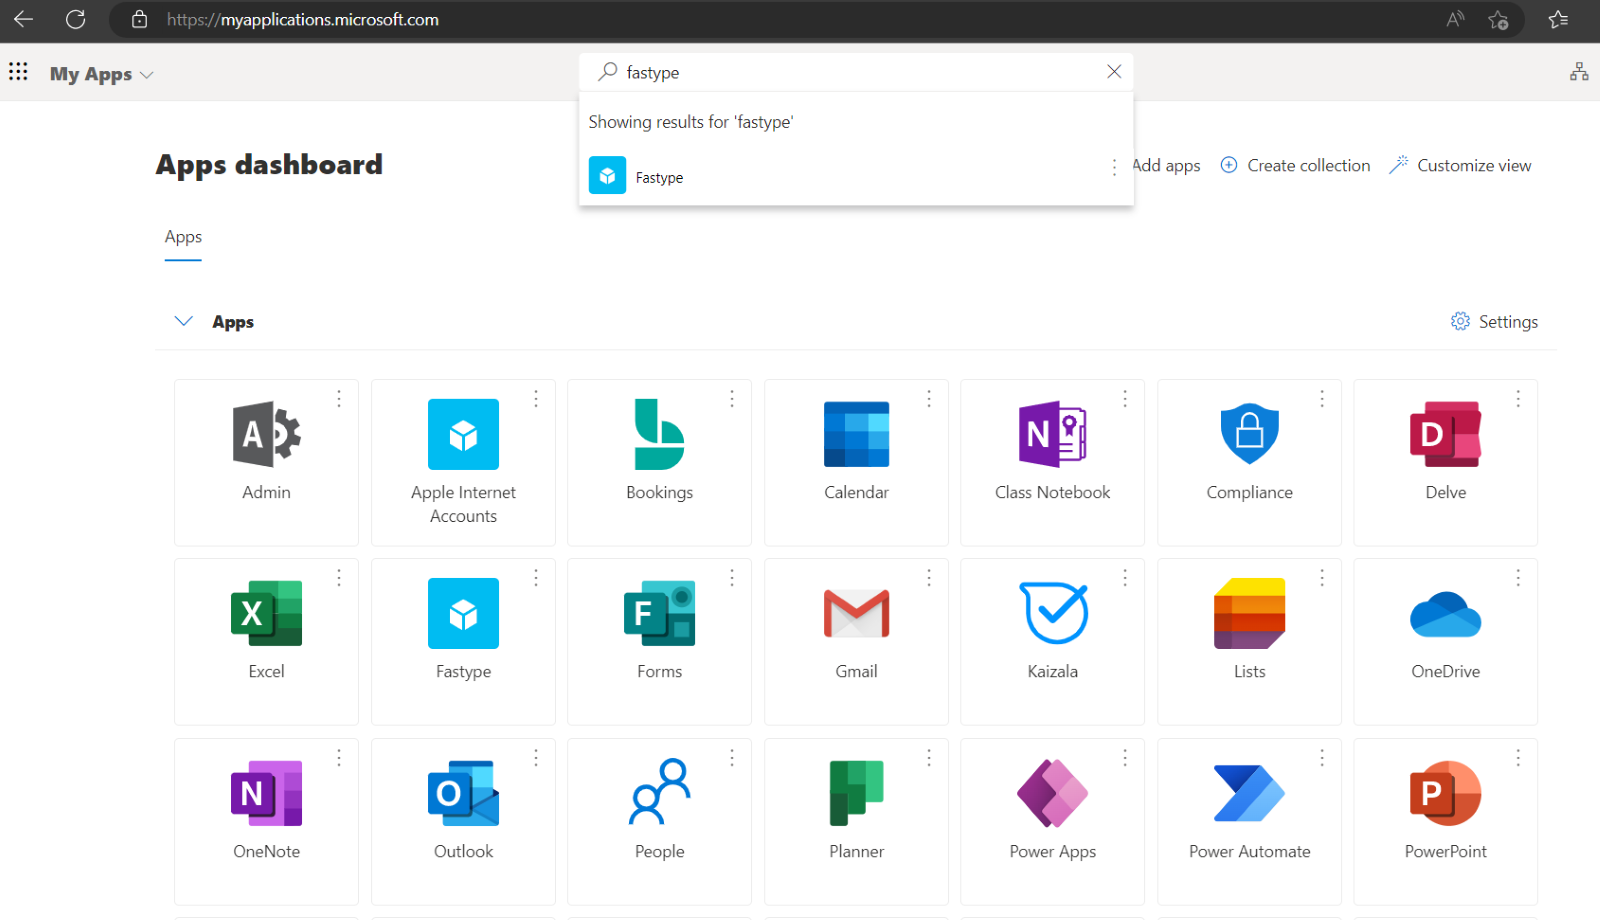 https://myapplications.microsoft.com
A
My Apps
fastype
Showing results for 'fastype'
Fastype
Apps dashboard
Add apps
Create collection
Customize view
Apps
Apps
Settings
A
N
D
Admin
Apple Internet
Accounts
Bookings
Calendar
Class Notebook
Compliance
Delve
X
F
Excel
Fastype
Forms
Gmail
Kaizala
Lists
OneDrive
N
O
P
OneNote
Outlook
People
Planner
Power Apps
Power Automate
PowerPoint